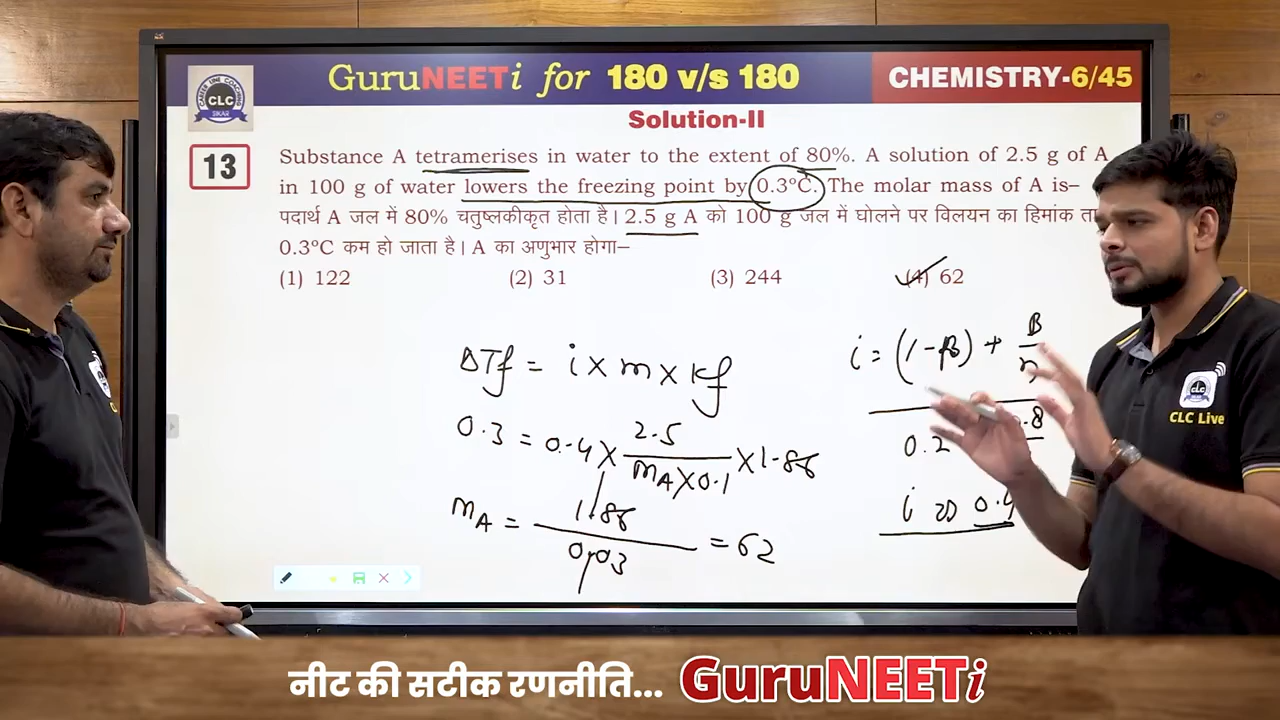 GuruNEETi for 180 v/s 180
CHEMISTRY-6/45
CLC
SIKAR
Solution-II
13
Substance A tetramerises in water to the extent of 80%. A solution of 2.5 g of A
in 100 g of water lowers the freezing point by 0.3°C. The molar mass of A is–
पदार्थ A जल में 80% चतुष्लकीकृत होता है। 2.5 g A को 100 g जल में घोलने पर विलयन का हिमांक
0.3°C कम हो जाता है। A का अणुभार होगा–
(1) 122 (2) 31 (3) 244 (4) 62
ΔTf = i × m × Kf
0.3 = 0.4 × 2.5 / mA × 0.1 × 1.86
mA = 1.86 / 0.03 = 62
i = (1-β) + β/n
0.2
i = 0.4
CLC
CLC Live
नीट की सटीक रणनीति... GuruNEETi